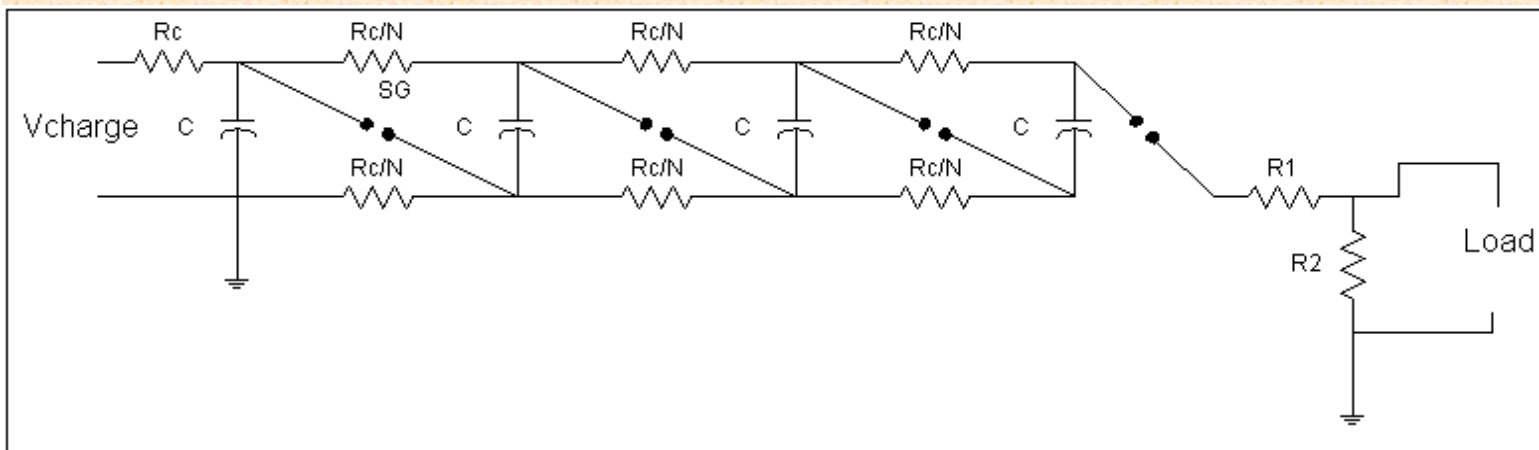 Rc Rc/N Rc/N Rc/N
SG
Vcharge C C C C
Rc/N Rc/N Rc/N
R1
R2 Load